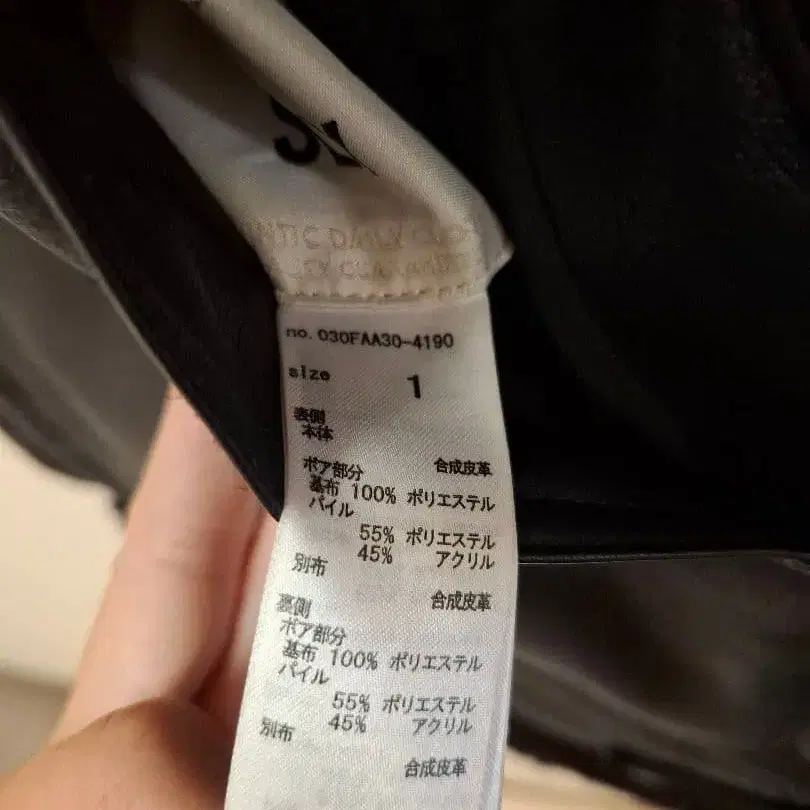 DAILY
no. 030FAA30-4190
size 1
表側
本体
合成皮革
ボア部分
基布 100% ポリエステル
パイル
55% ポリエステル
45% アクリル
別布
合成皮革
裏側
ボア部分
基布 100% ポリエステル
パイル
55% ポリエステル
45% アクリル
別布
合成皮革